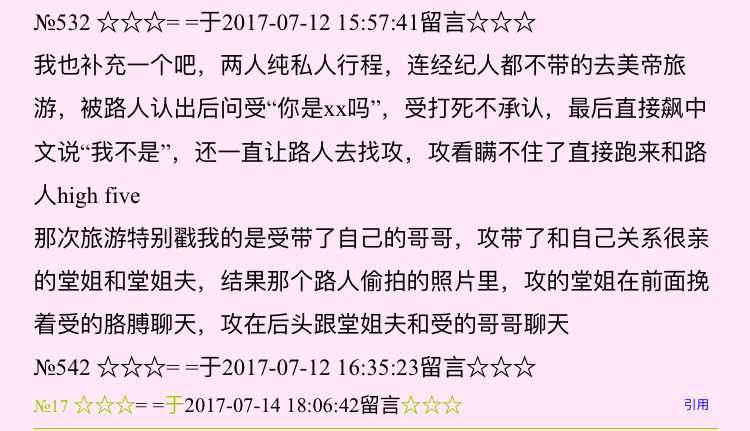 №532 ☆☆☆= =于2017-07-12 15:57:41留言☆☆☆
我也补充一个吧，两人纯私人行程，连经纪人都不带的去美帝旅
游，被路人认出后问受“你是xx吗”，受打死不承认，最后直接飙中
文说“我不是”，还一直让路人去找攻，攻看瞒不住了直接跑来和路
人high five
那次旅游特别戳我的是受带了自己的哥哥，攻带了和自己关系很亲
的堂姐和堂姐夫，结果那个路人偷拍的照片里，攻的堂姐在前面挽
着受的胳膊聊天，攻在后头跟堂姐夫和受的哥哥聊天
№542 ☆☆☆= =于2017-07-12 16:35:23留言☆☆☆
№17 ☆☆☆= =于2017-07-14 18:06:42留言☆☆☆ 引用